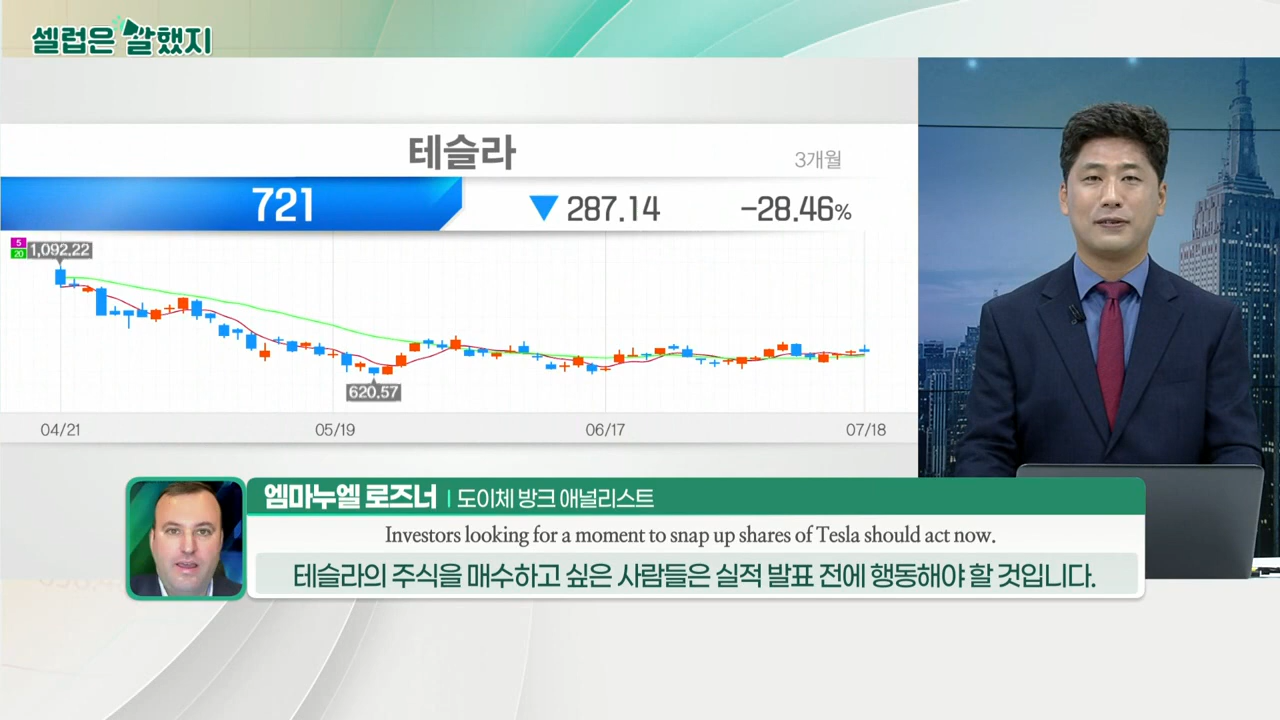 셀럽은 말했지
테슬라
3개월
721 ▼ 287.14 -28.46%
5
20
1,092.22
620.57
04/21 05/19 06/17 07/18
엠마누엘 로즈너 | 도이체 방크 애널리스트
Investors looking for a moment to snap up shares of Tesla should act now.
테슬라의 주식을 매수하고 싶은 사람들은 실적 발표 전에 행동해야 할 것입니다.